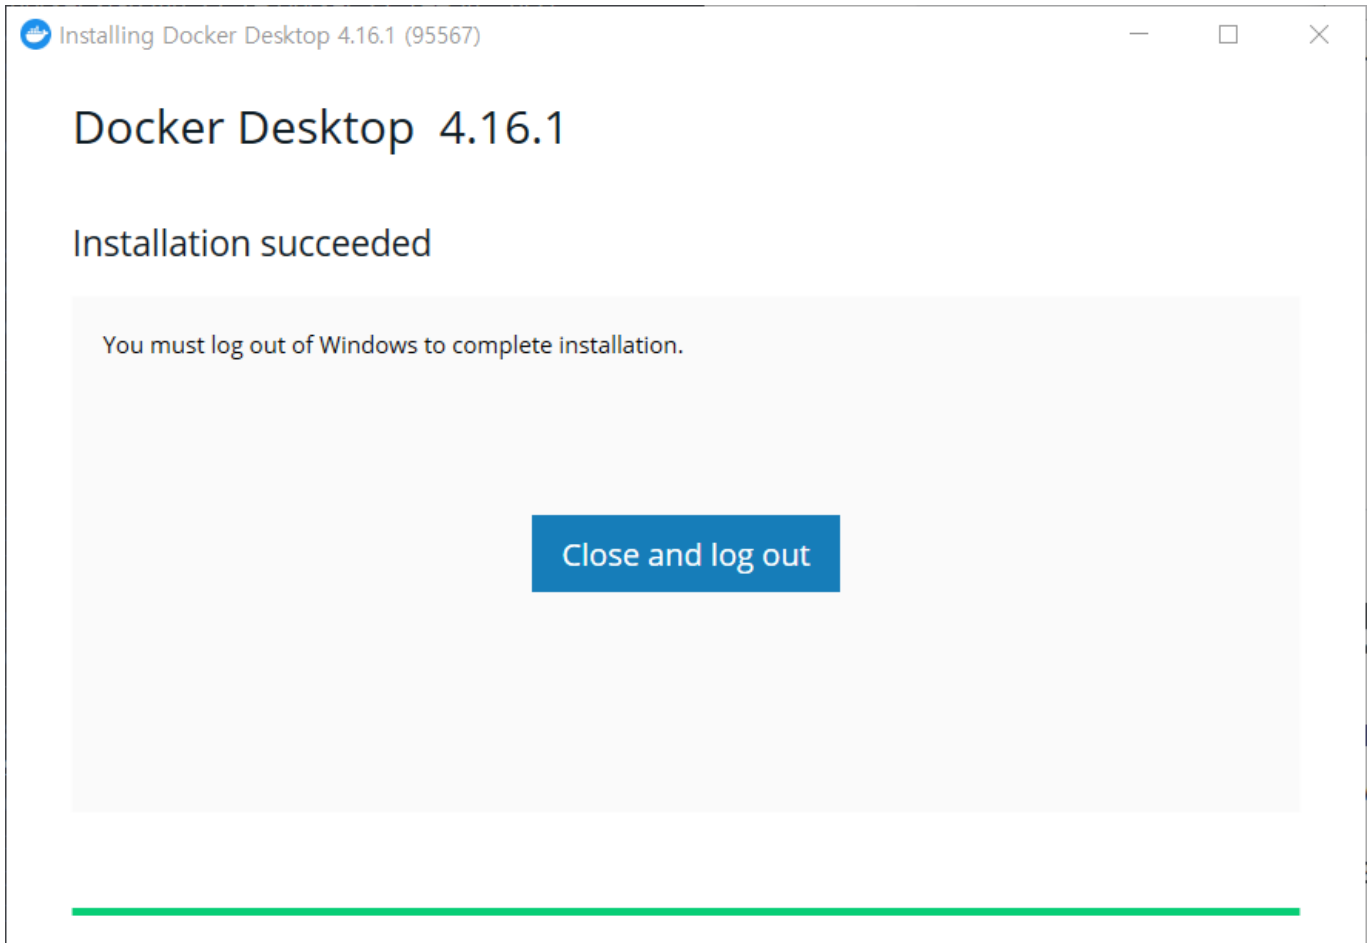 Installing Docker Desktop 4.16.1 (95567)
Docker Desktop 4.16.1
Installation succeeded
You must log out of Windows to complete installation.
Close and log out